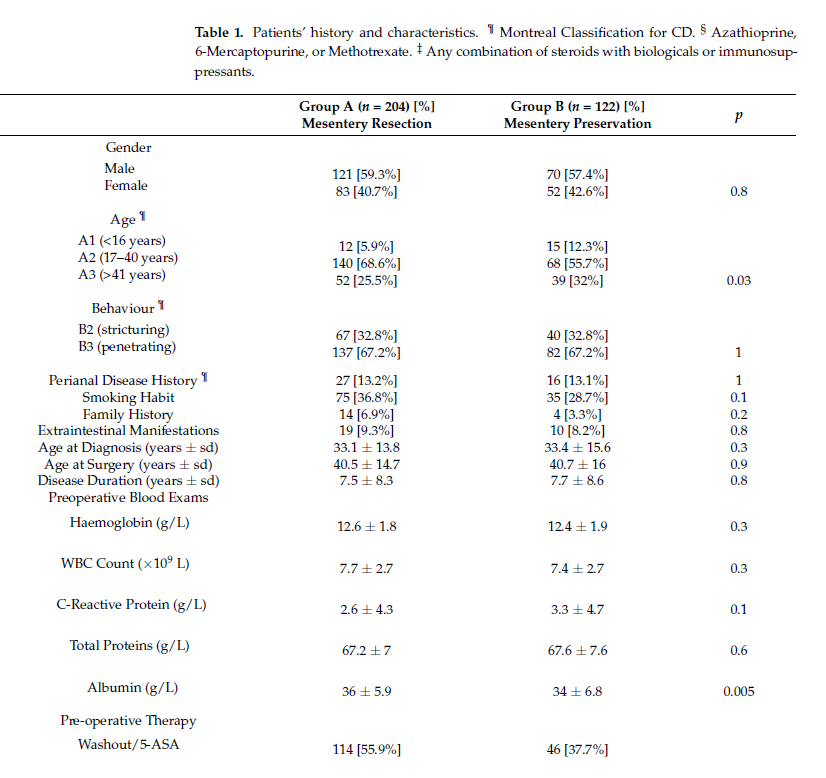 Table 1. Patients' history and characteristics. ¶ Montreal Classification for CD. § Azathioprine,
6-Mercaptopurine, or Methotrexate. ‡ Any combination of steroids with biologicals or immunosup-
pressants.
Group A (n = 204) [%] Group B (n = 122) [%] p
Mesentery Resection Mesentery Preservation
Gender
Male 121 [59.3%] 70 [57.4%]
Female 83 [40.7%] 52 [42.6%] 0.8
Age ¶
A1 (<16 years) 12 [5.9%] 15 [12.3%]
A2 (17–40 years) 140 [68.6%] 68 [55.7%]
A3 (>41 years) 52 [25.5%] 39 [32%] 0.03
Behaviour ¶
B2 (stricturing) 67 [32.8%] 40 [32.8%]
B3 (penetrating) 137 [67.2%] 82 [67.2%] 1
Perianal Disease History ¶ 27 [13.2%] 16 [13.1%] 1
Smoking Habit 75 [36.8%] 35 [28.7%] 0.1
Family History 14 [6.9%] 4 [3.3%] 0.2
Extraintestinal Manifestations 19 [9.3%] 10 [8.2%] 0.8
Age at Diagnosis (years ± sd) 33.1 ± 13.8 33.4 ± 15.6 0.3
Age at Surgery (years ± sd) 40.5 ± 14.7 40.7 ± 16 0.9
Disease Duration (years ± sd) 7.5 ± 8.3 7.7 ± 8.6 0.8
Preoperative Blood Exams
Haemoglobin (g/L) 12.6 ± 1.8 12.4 ± 1.9 0.3
WBC Count (×10⁹ L) 7.7 ± 2.7 7.4 ± 2.7 0.3
C-Reactive Protein (g/L) 2.6 ± 4.3 3.3 ± 4.7 0.1
Total Proteins (g/L) 67.2 ± 7 67.6 ± 7.6 0.6
Albumin (g/L) 36 ± 5.9 34 ± 6.8 0.005
Pre-operative Therapy
Washout/5-ASA 114 [55.9%] 46 [37.7%]